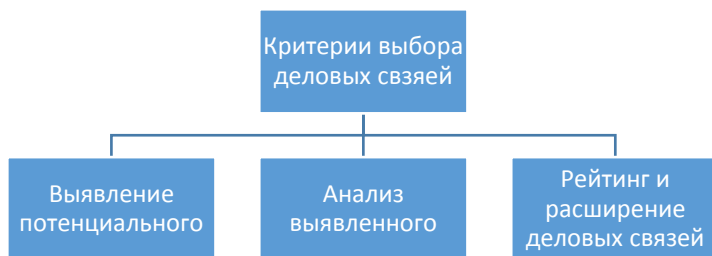 Критерии выбора
деловых свзяей
Выявление
потенциального
Анализ
выявленного
Рейтинг и
расширение
деловых связей